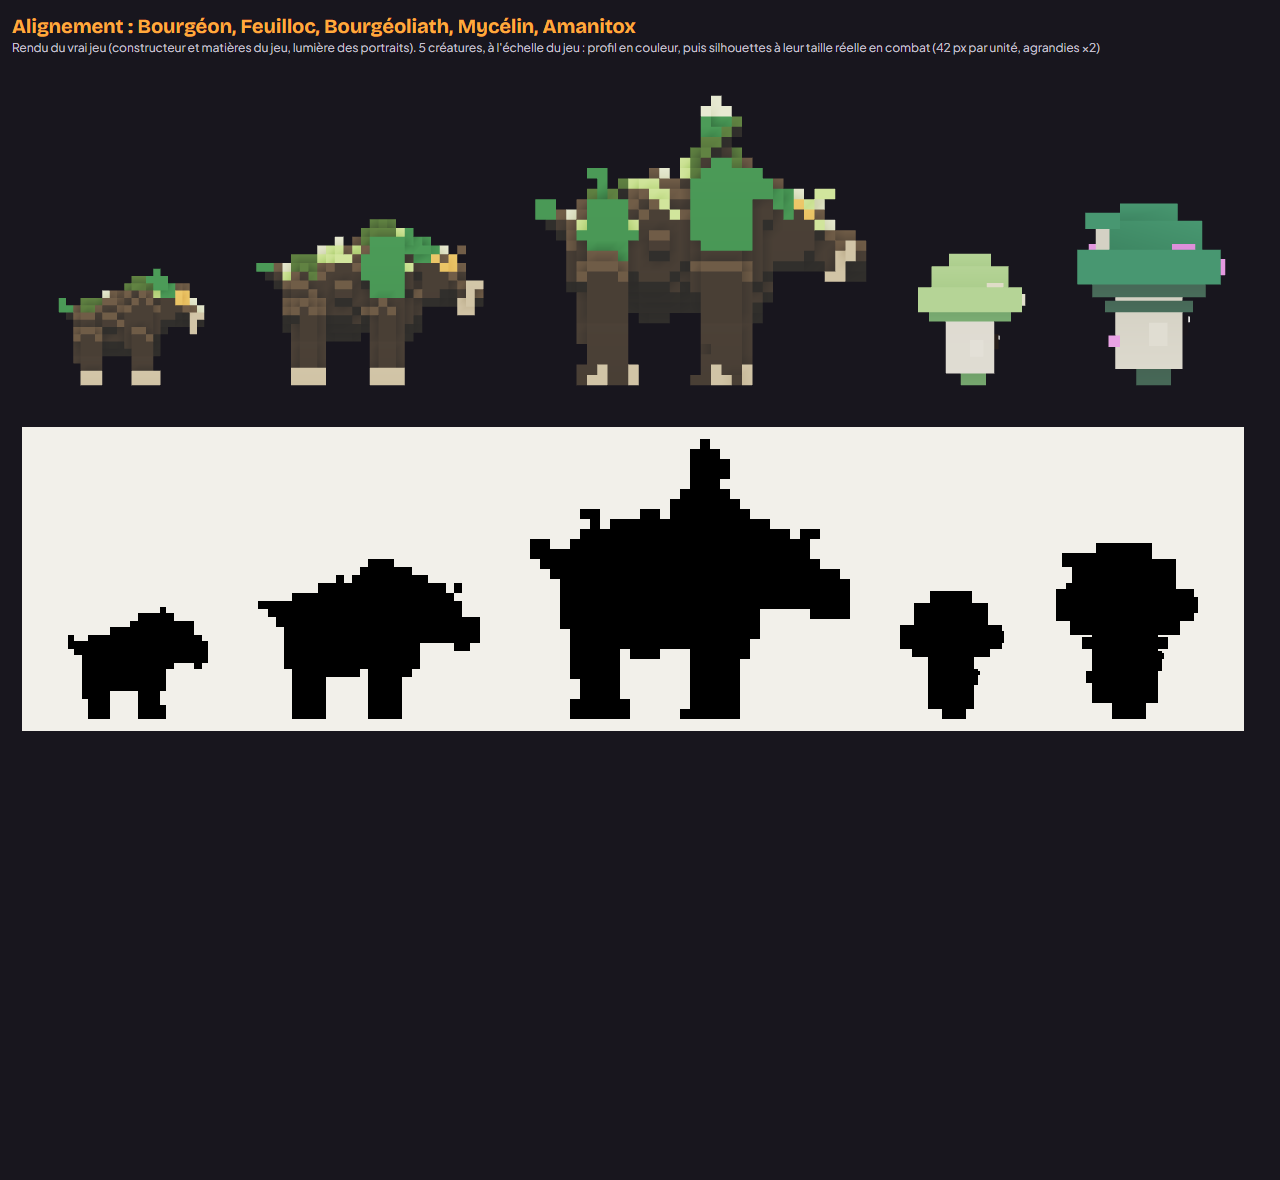 Alignement : Bourgéon, Feuilloc, Bourgéoliath, Mycélin, Amanitox
Rendu du vrai jeu (constructeur et matières du jeu, lumière des portraits). 5 créatures, à l'échelle du jeu : profil en couleur, puis silhouettes à leur taille réelle en combat (42 px par unité, agrandies ×2)